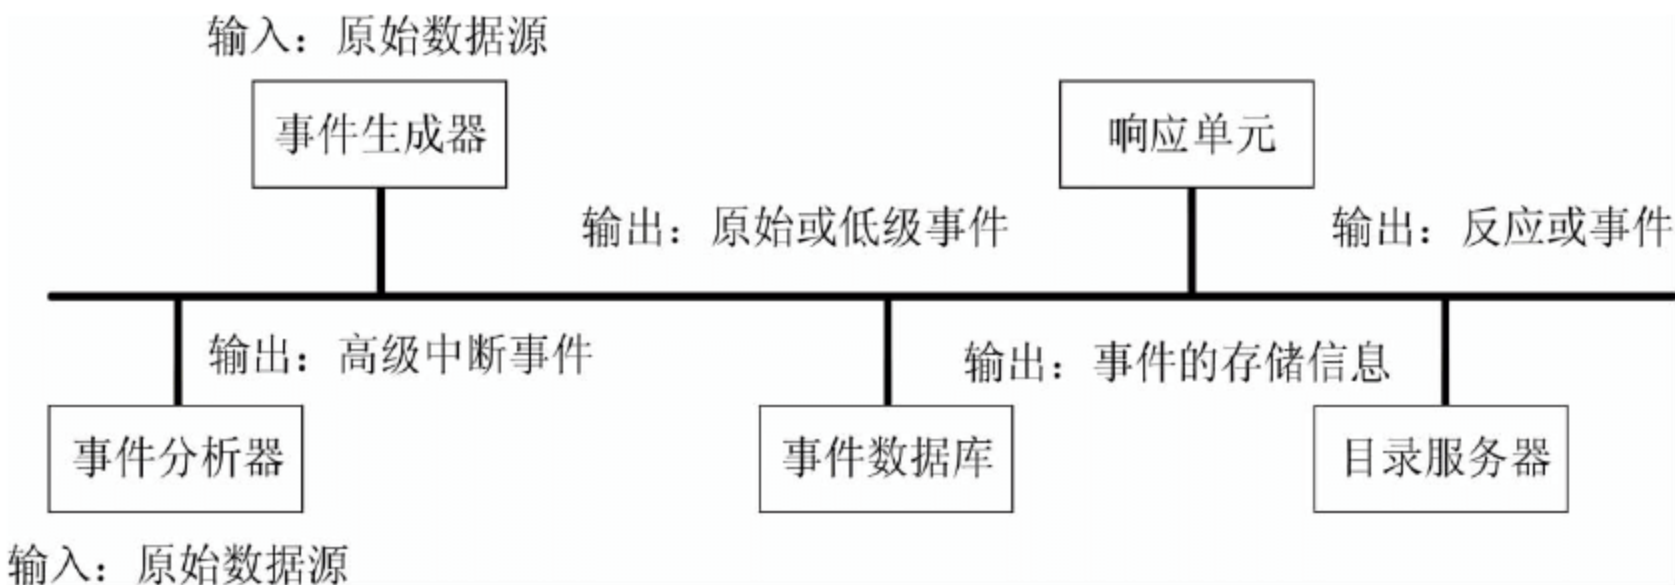 输入：原始数据源
事件生成器
响应单元
输出：原始或低级事件
输出：反应或事件
输出：高级中断事件
输出：事件的存储信息
事件分析器
事件数据库
目录服务器
输入：原始数据源